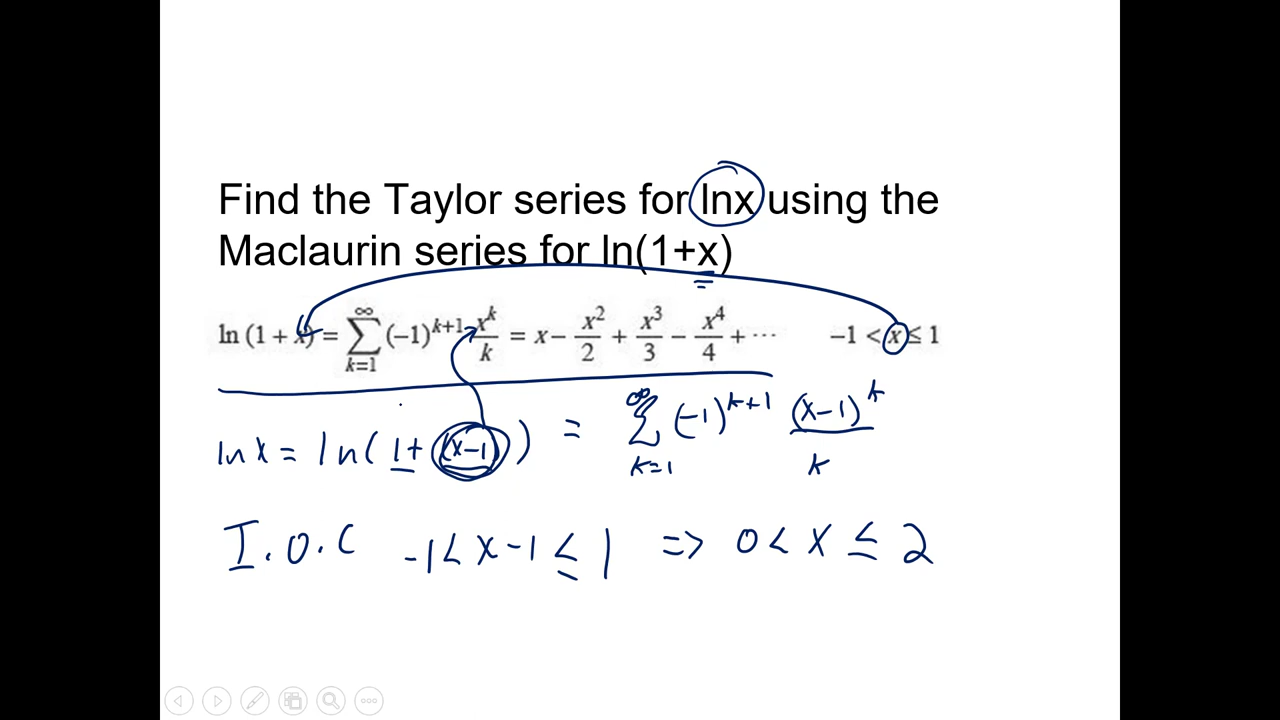 Find the Taylor series for lnx using the
Maclaurin series for ln(1+x)
ln (1 + x) = ∑_{k=1}^{∞} (−1)^{k+1} x^k/k = x − x²/2 + x³/3 − x⁴/4 + ⋯ −1 < x ≤ 1
ln x = ln(1+(x−1)) = ∑_{k=1}^{∞} (−1)^{k+1} (x−1)^k/k
I.O.C −1 < x−1 ≤ 1 => 0 < x ≤ 2